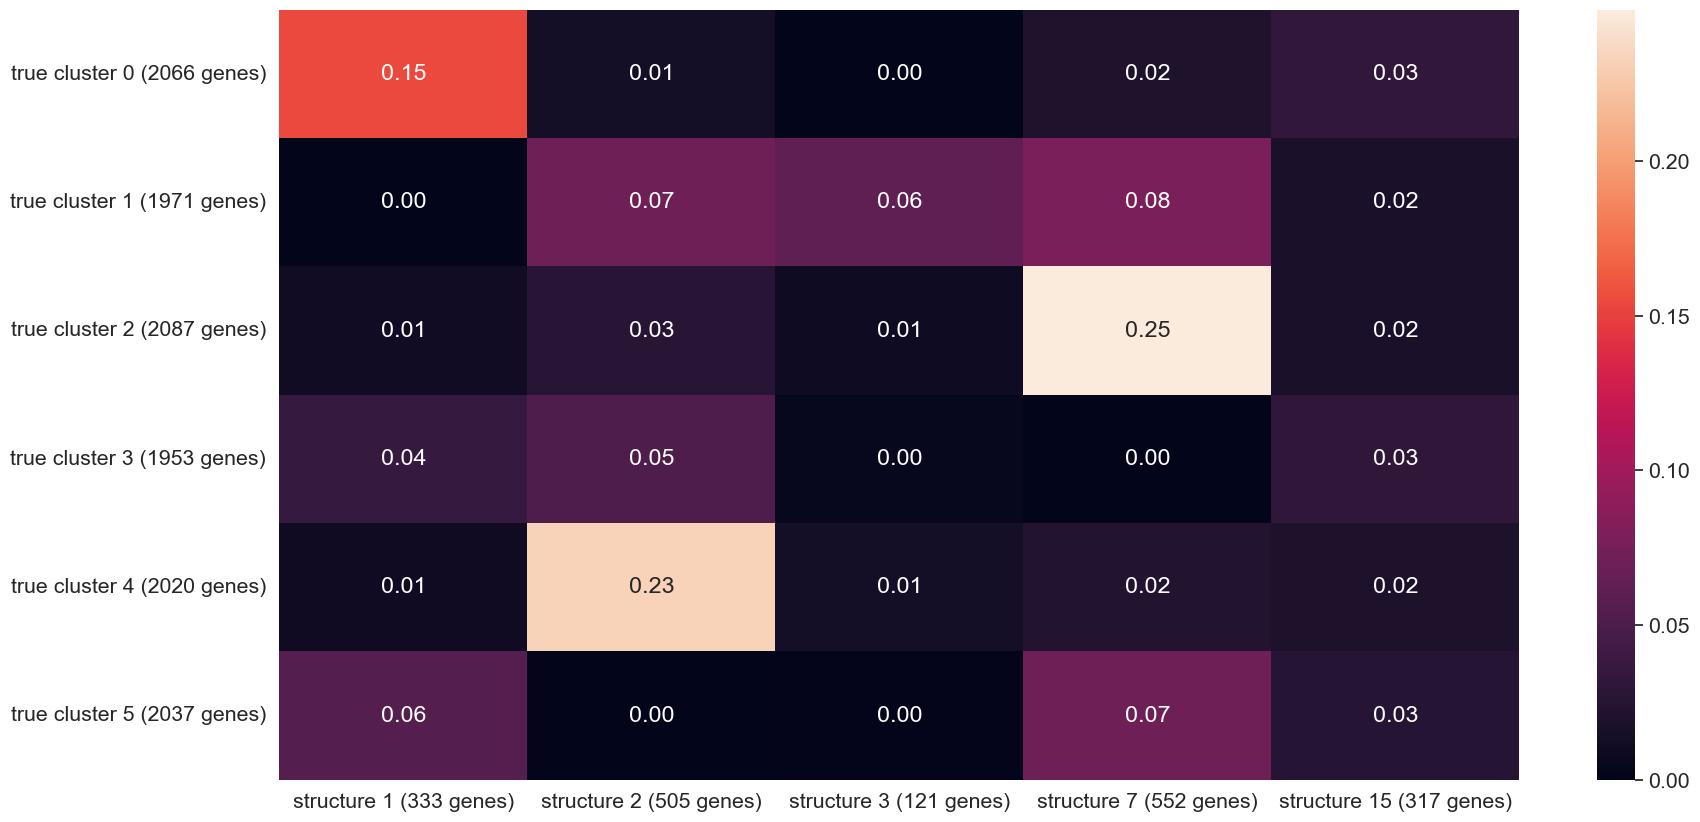 true cluster 0 (2066 genes) 0.15 0.01 0.00 0.02 0.03
true cluster 1 (1971 genes) 0.00 0.07 0.06 0.08 0.02
true cluster 2 (2087 genes) 0.01 0.03 0.01 0.25 0.02
true cluster 3 (1953 genes) 0.04 0.05 0.00 0.00 0.03
true cluster 4 (2020 genes) 0.01 0.23 0.01 0.02 0.02
true cluster 5 (2037 genes) 0.06 0.00 0.00 0.07 0.03
structure 1 (333 genes) structure 2 (505 genes) structure 3 (121 genes) structure 7 (552 genes) structure 15 (317 genes)
0.20
0.15
0.10
0.05
0.00